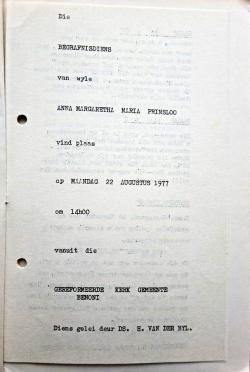 Die
BEGRAFNISDIENS
van wyle
ANNA MARGARETHA MARIA PRINSLOO
vind plaas
op MAANDAG 22 AUGUSTUS 1977
om 14h00
vanuit die
GEREFORMEERDE KERK GEMEENTE
BENONI
Diens gelei deur DS. H. VAN DER BYL.